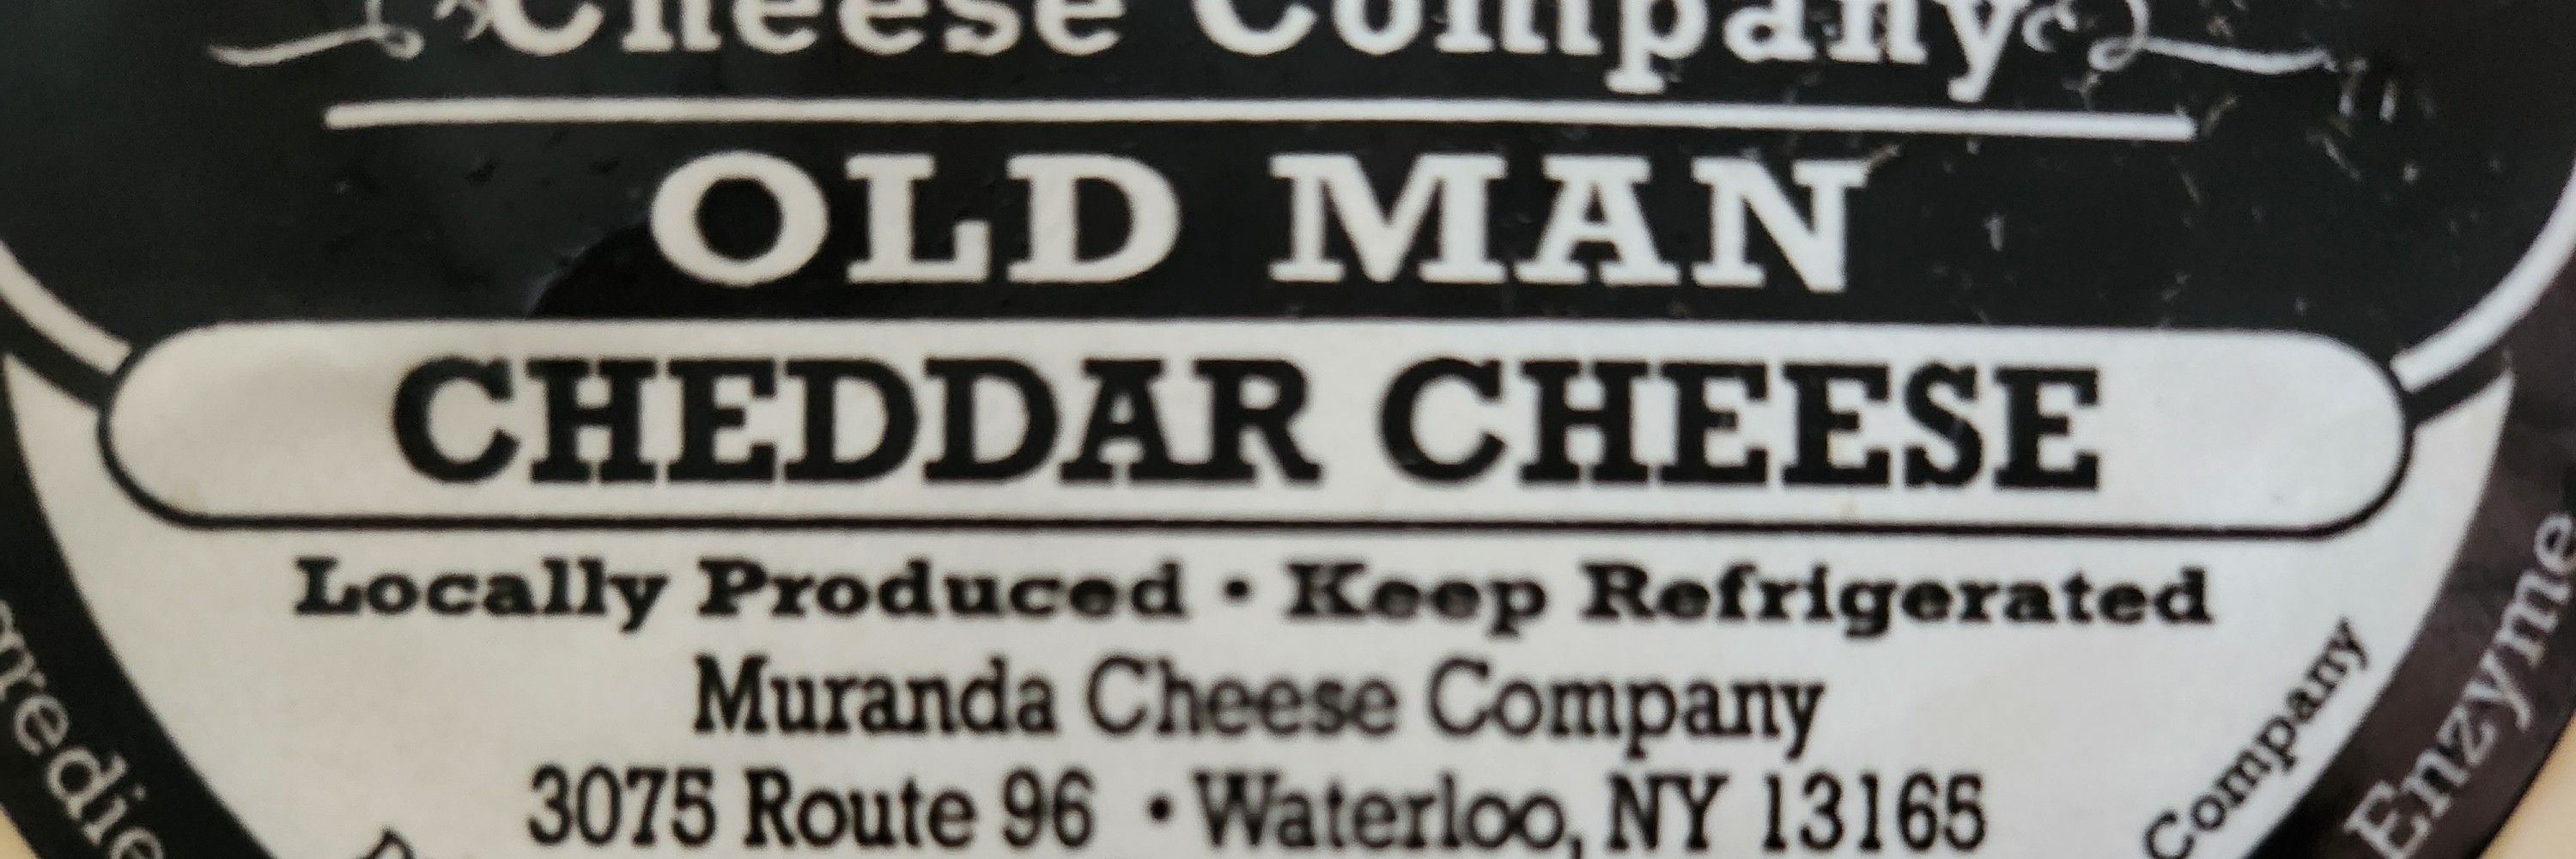 Cheese Company
OLD MAN
CHEDDAR CHEESE
Locally Produced • Keep Refrigerated
Muranda Cheese Company
3075 Route 96 • Waterloo, NY 13165
Company
Enzyme